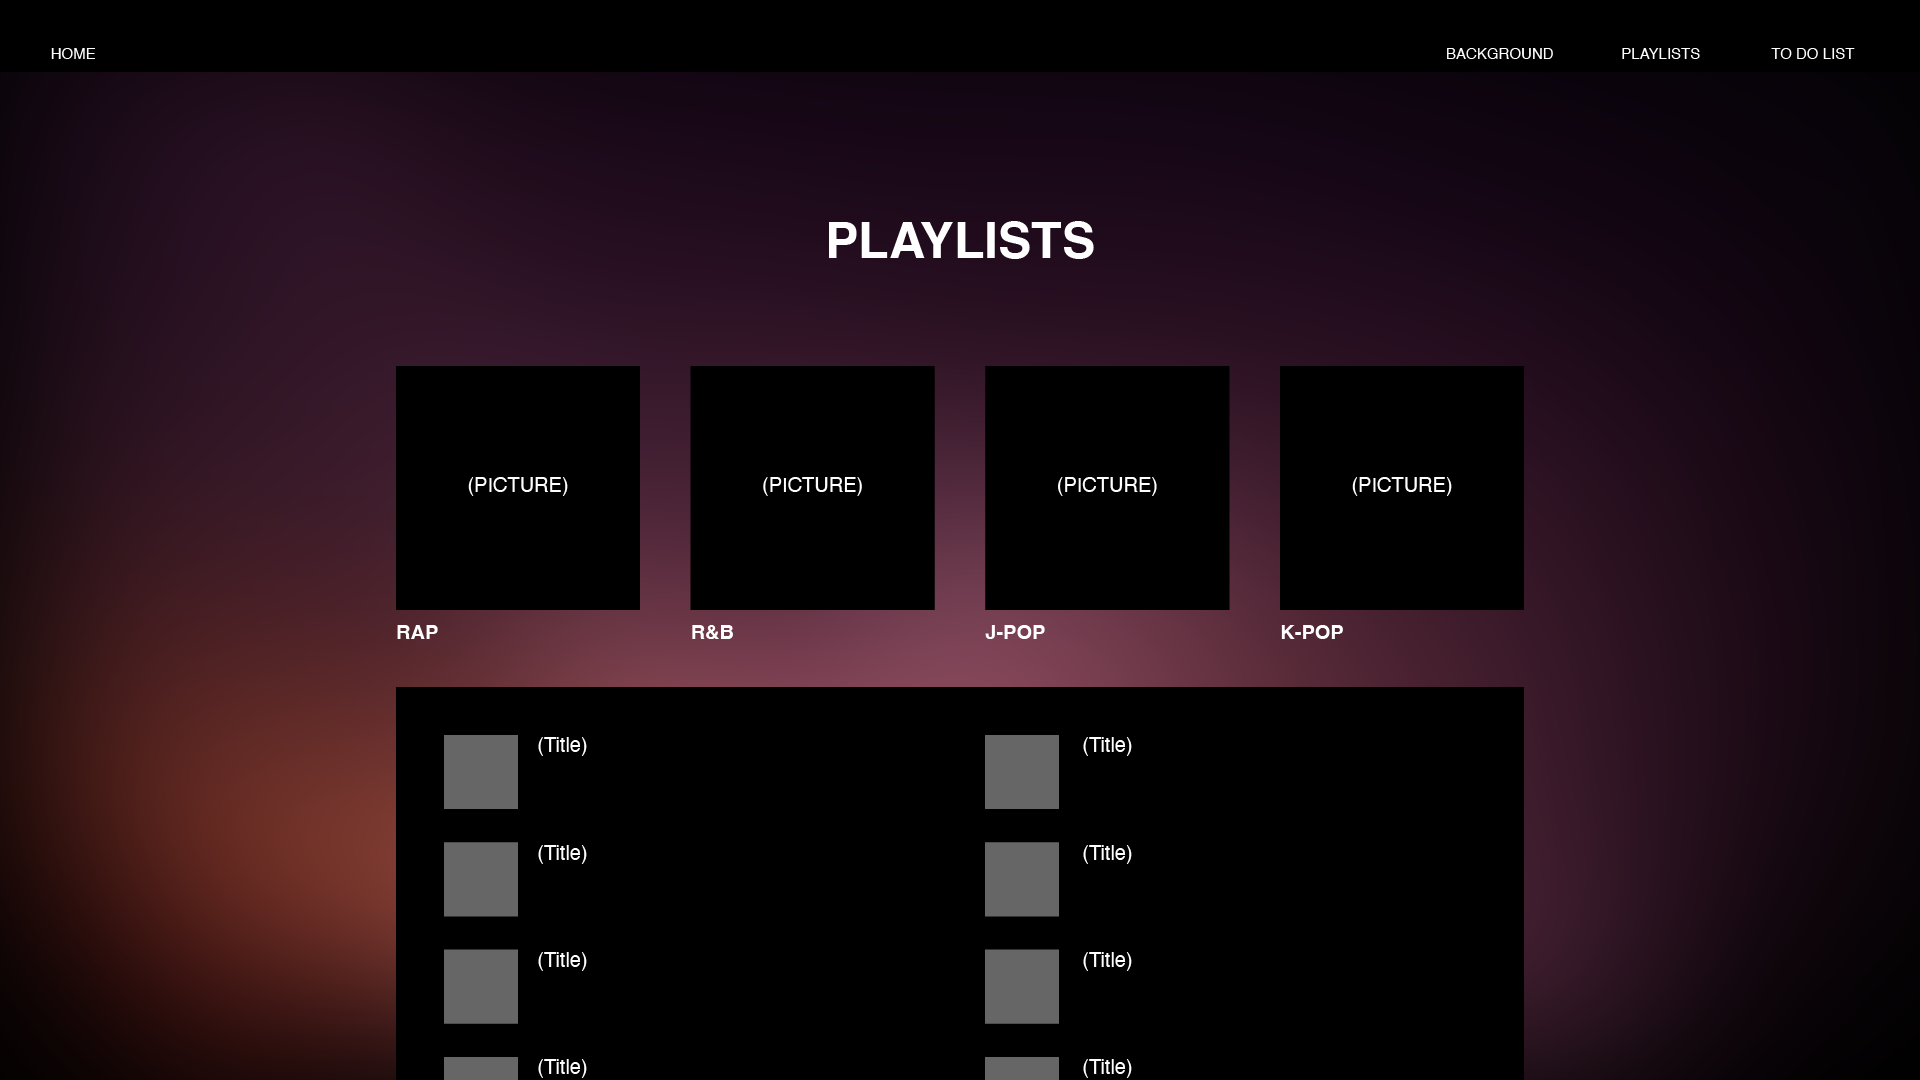 HOME BACKGROUND PLAYLISTS TO DO LIST
PLAYLISTS
(PICTURE) (PICTURE) (PICTURE) (PICTURE)
RAP R&B J-POP K-POP
(Title) (Title)
(Title) (Title)
(Title) (Title)
(Title) (Title)